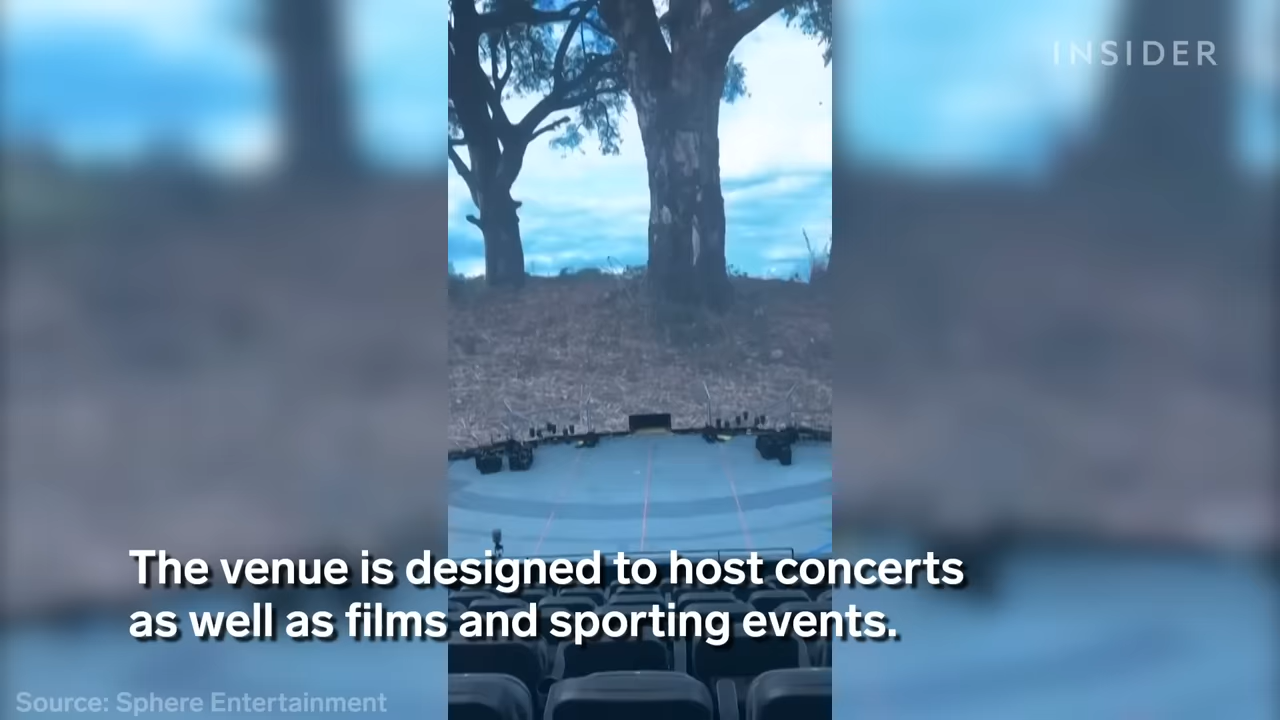 INSIDER
The venue is designed to host concerts
as well as films and sporting events.
Source: Sphere Entertainment